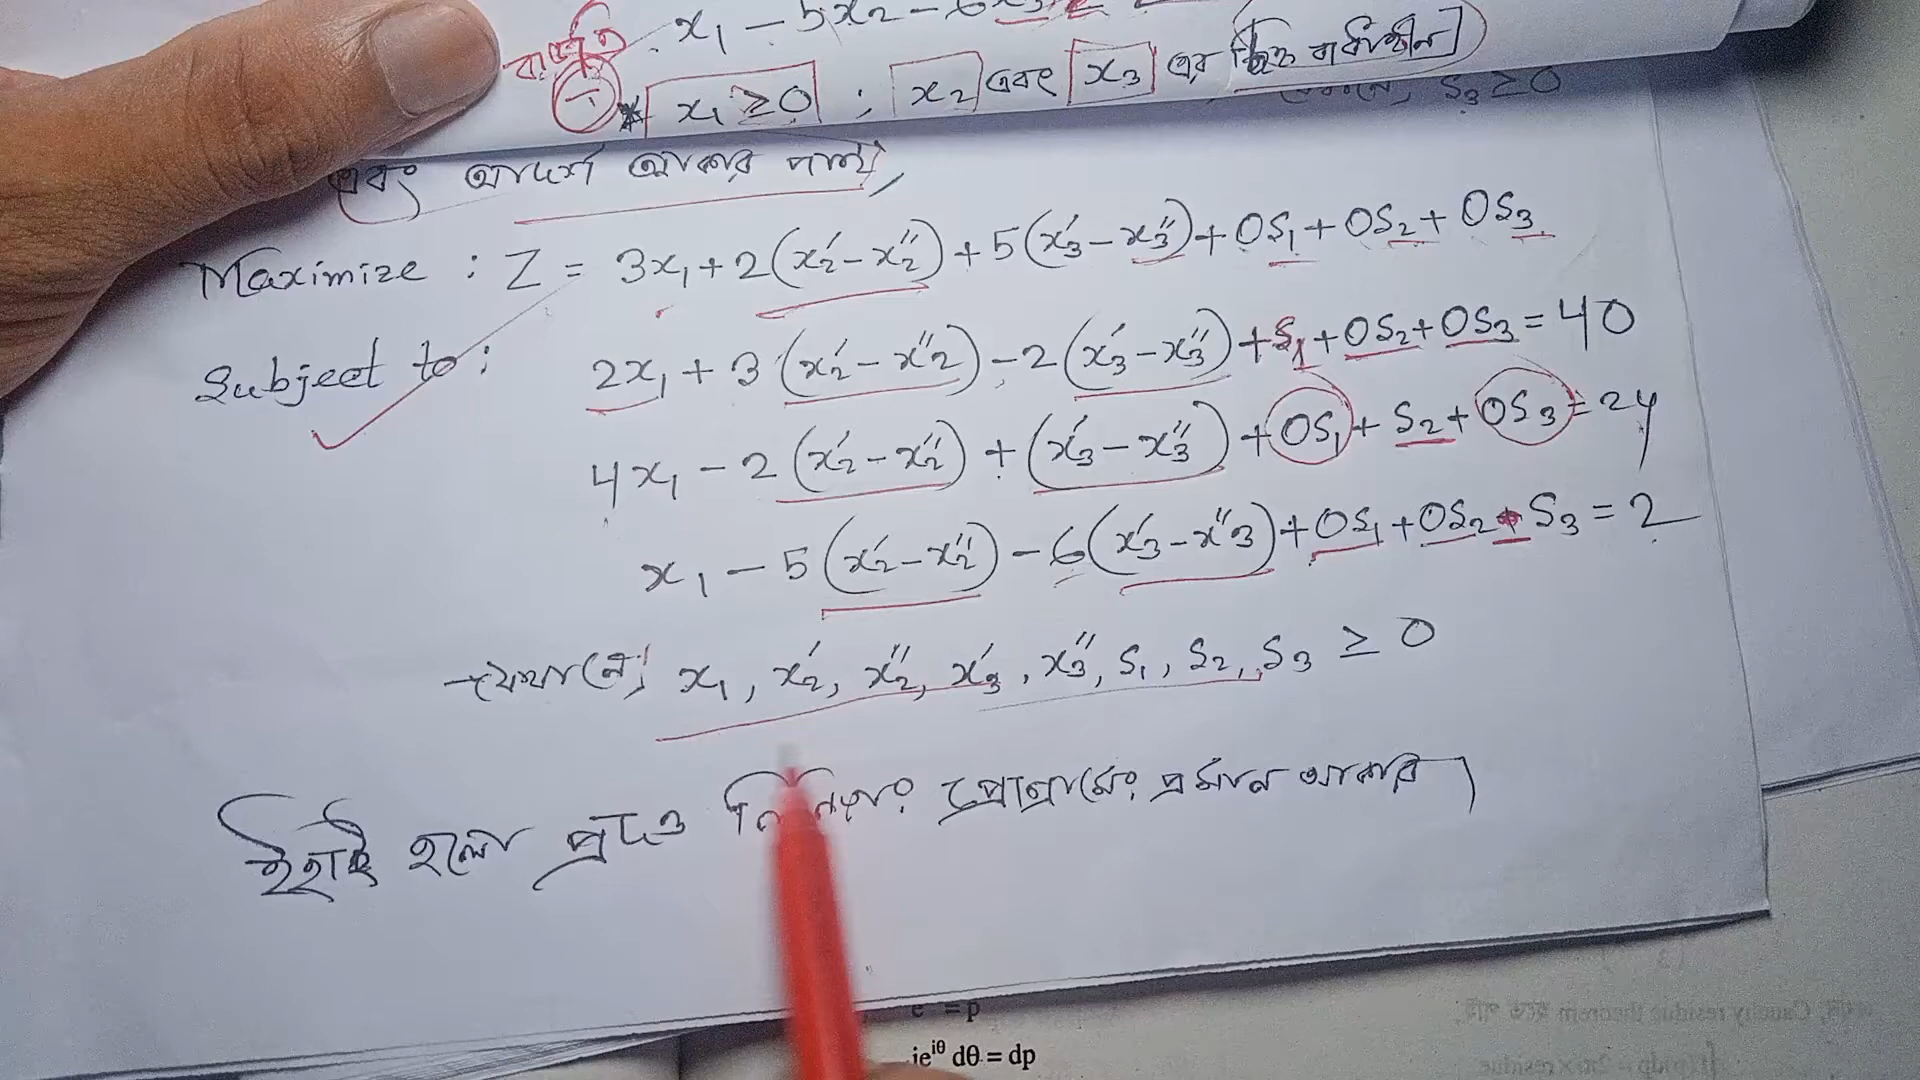 বাকি x₁ − 5x₂ − 6x₃
* x₁ ≥ 0 ; x₂ এবং x₃ এর চিহ্ন বাধাহীন]
S₃ ≥ 0
এবং আদর্শ আকার পাই,
Maximize : Z = 3x₁ + 2(x₂′ − x₂″) + 5(x₃′ − x₃″) + 0S₁ + 0S₂ + 0S₃
Subject to : 2x₁ + 3(x₂′ − x″₂) − 2(x₃′ − x₃″) + S₁ + 0S₂ + 0S₃ = 40
4x₁ − 2(x₂′ − x₂″) + (x₃′ − x₃″) + 0S₁ + S₂ + 0S₃ = 24
x₁ − 5(x₂′ − x₂″) − 6(x₃′ − x″₃) + 0S₁ + 0S₂ + S₃ = 2
যেখানে, x₁, x₂′, x₂″, x₃′, x₃″, S₁, S₂, S₃ ≥ 0
ইহাই হলো প্রদত্ত প্রোগ্রামের প্রমান আকার।
= p
ie^{iθ} dθ = dp
Cauchy residue theorem হতে পাই,